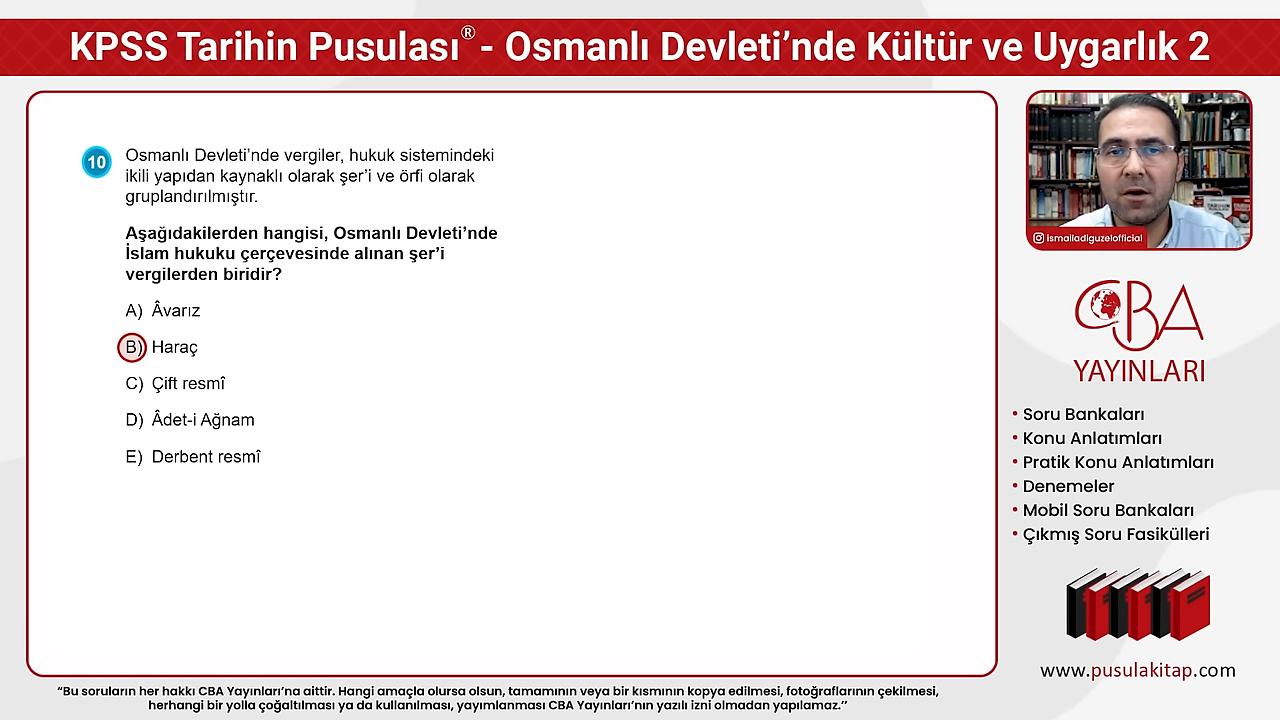 KPSS Tarihin Pusulası® - Osmanlı Devleti’nde Kültür ve Uygarlık 2
10 Osmanlı Devleti’nde vergiler, hukuk sistemindeki
ikili yapıdan kaynaklı olarak şer’i ve örfi olarak
gruplandırılmıştır.
Aşağıdakilerden hangisi, Osmanlı Devleti’nde
İslam hukuku çerçevesinde alınan şer’i
vergilerden biridir?
A) Âvarız
B) Haraç
C) Çift resmî
D) Âdet-i Ağnam
E) Derbent resmî
ismailadiguzelofficial
CBA
YAYINLARI
• Soru Bankaları
• Konu Anlatımları
• Pratik Konu Anlatımları
• Denemeler
• Mobil Soru Bankaları
• Çıkmış Soru Fasikülleri
www.pusulakitap.com
“Bu soruların her hakkı CBA Yayınları’na aittir. Hangi amaçla olursa olsun, tamamının veya bir kısmının kopya edilmesi, fotoğraflarının çekilmesi,
herhangi bir yolla çoğaltılması ya da kullanılması, yayımlanması CBA Yayınları’nın yazılı izni olmadan yapılamaz.’’